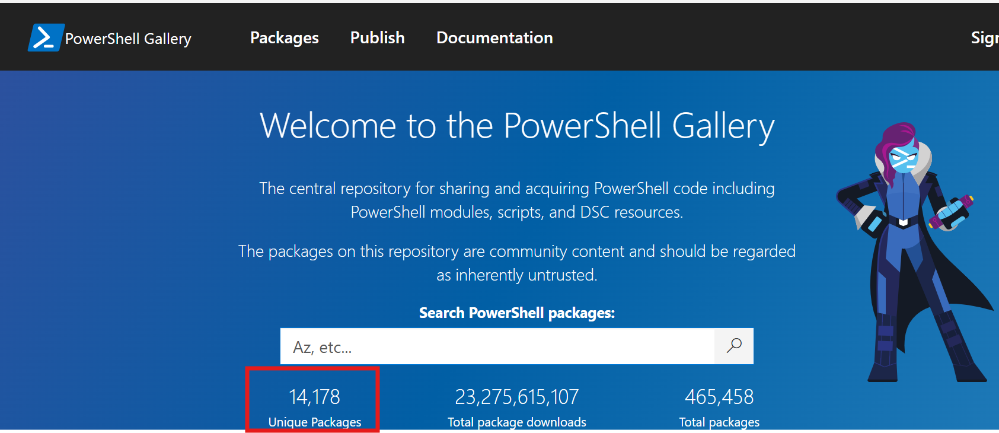 PowerShell Gallery
Packages
Publish
Documentation
Sign
Welcome to the PowerShell Gallery
The central repository for sharing and acquiring PowerShell code including
PowerShell modules, scripts, and DSC resources.
The packages on this repository are community content and should be regarded
as inherently untrusted.
Search PowerShell packages:
Az, etc...
14,178
Unique Packages
23,275,615,107
Total package downloads
465,458
Total packages